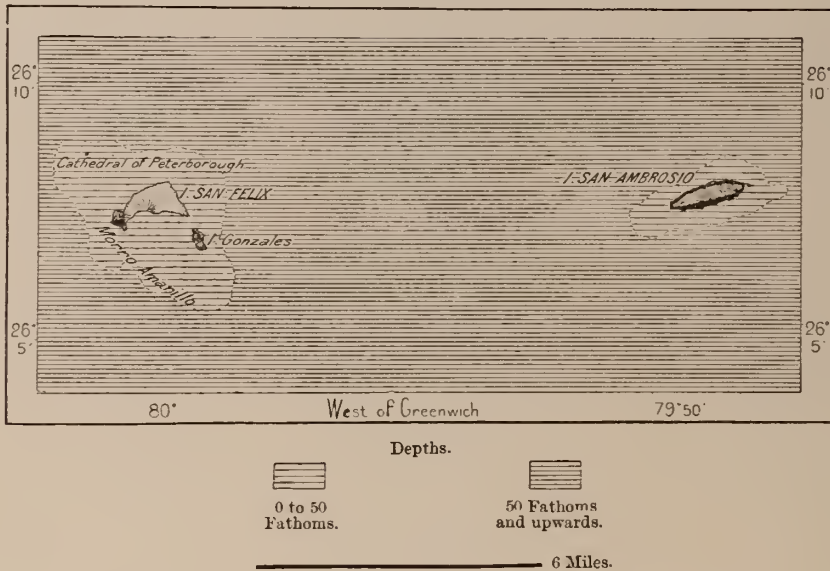 26°
10′
26°
10′
Cathedral of Peterborough
I. SAN FELIX
I. SAN AMBROSIO
I. Gonzales
Morro Amarillo
26°
5′
26°
5′
80°
West of Greenwich
79°50′
Depths.
0 to 50
Fathoms.
50 Fathoms
and upwards.
6 Miles.